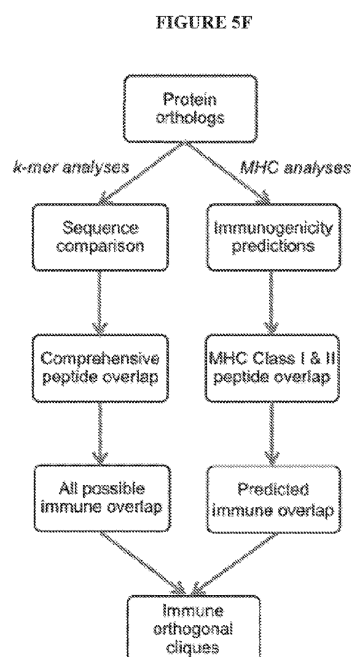 FIGURE 5F
Protein
orthologs
k-mer analyses
MHC analyses
Sequence
comparison
Immunogenicity
predictions
Comprehensive
peptide overlap
MHC Class I & II
peptide overlap
All possible
immune overlap
Predicted
immune overlap
Immune
orthogonal
cliques